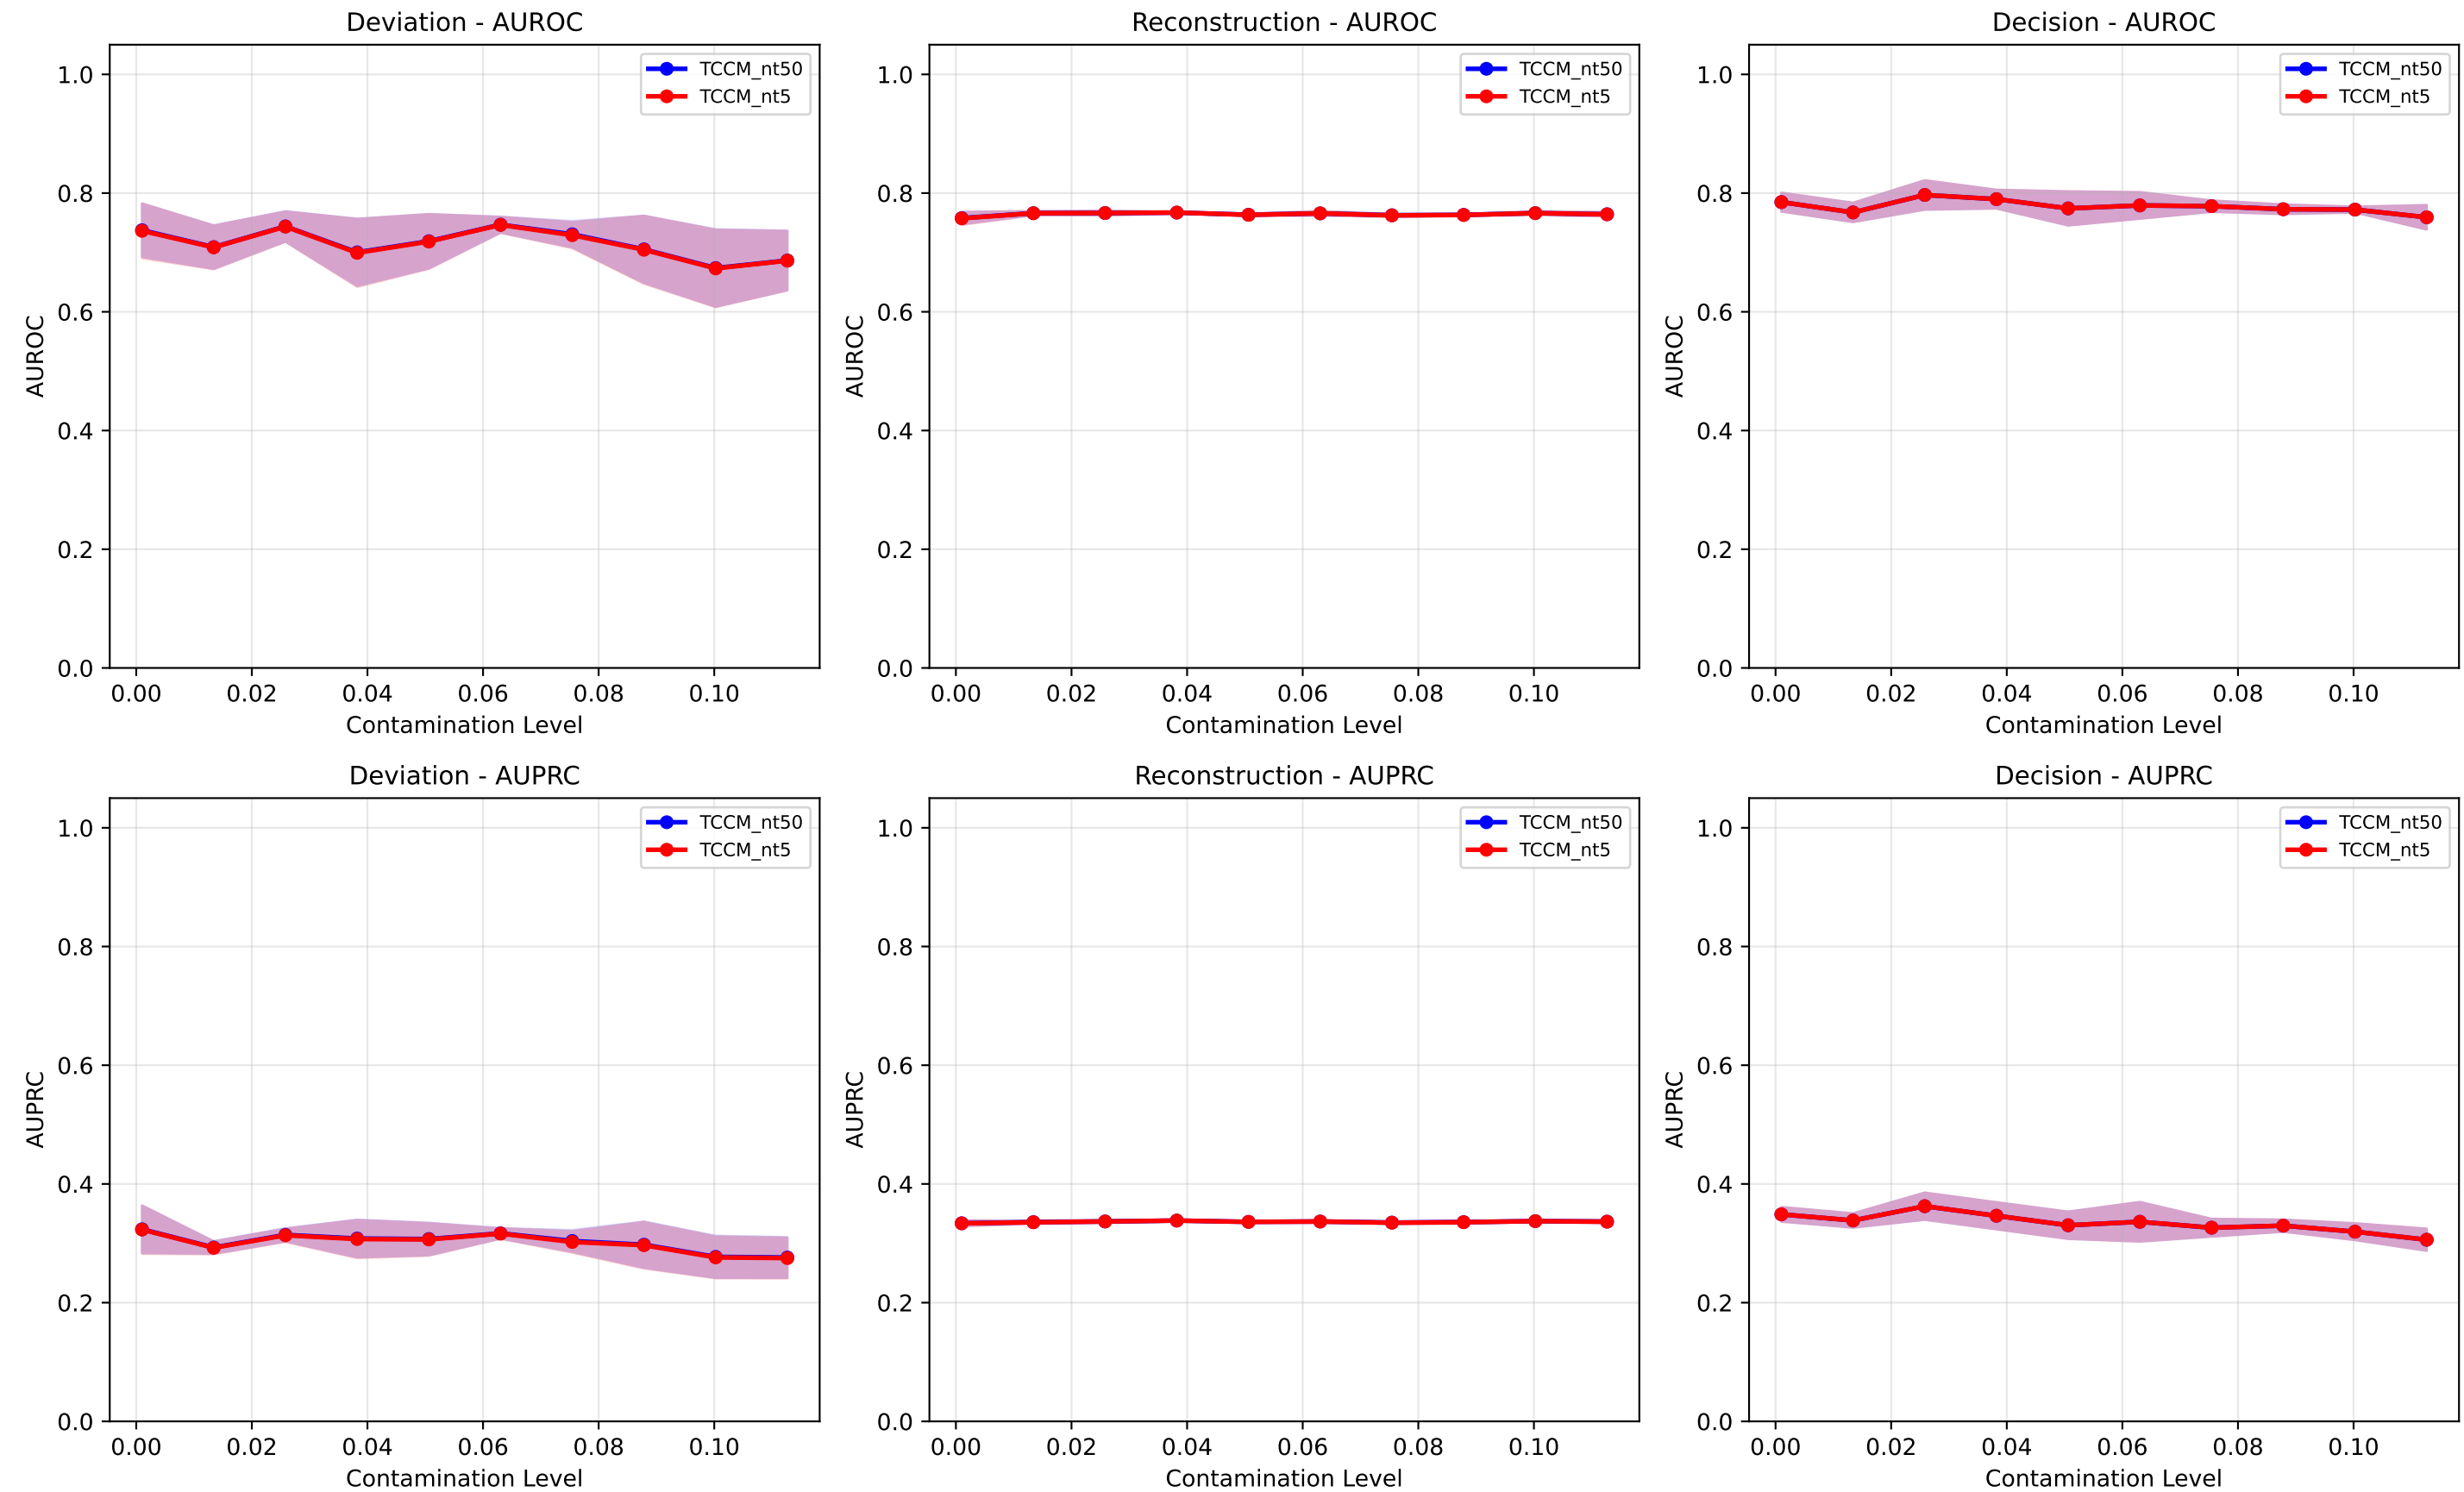 Deviation - AUROC
TCCM_nt50
TCCM_nt5
1.0
0.8
0.6
0.4
0.2
0.0
AUROC
0.00 0.02 0.04 0.06 0.08 0.10
Contamination Level
Reconstruction - AUROC
TCCM_nt50
TCCM_nt5
1.0
0.8
0.6
0.4
0.2
0.0
AUROC
0.00 0.02 0.04 0.06 0.08 0.10
Contamination Level
Decision - AUROC
TCCM_nt50
TCCM_nt5
1.0
0.8
0.6
0.4
0.2
0.0
AUROC
0.00 0.02 0.04 0.06 0.08 0.10
Contamination Level
Deviation - AUPRC
TCCM_nt50
TCCM_nt5
1.0
0.8
0.6
0.4
0.2
0.0
AUPRC
0.00 0.02 0.04 0.06 0.08 0.10
Contamination Level
Reconstruction - AUPRC
TCCM_nt50
TCCM_nt5
1.0
0.8
0.6
0.4
0.2
0.0
AUPRC
0.00 0.02 0.04 0.06 0.08 0.10
Contamination Level
Decision - AUPRC
TCCM_nt50
TCCM_nt5
1.0
0.8
0.6
0.4
0.2
0.0
AUPRC
0.00 0.02 0.04 0.06 0.08 0.10
Contamination Level